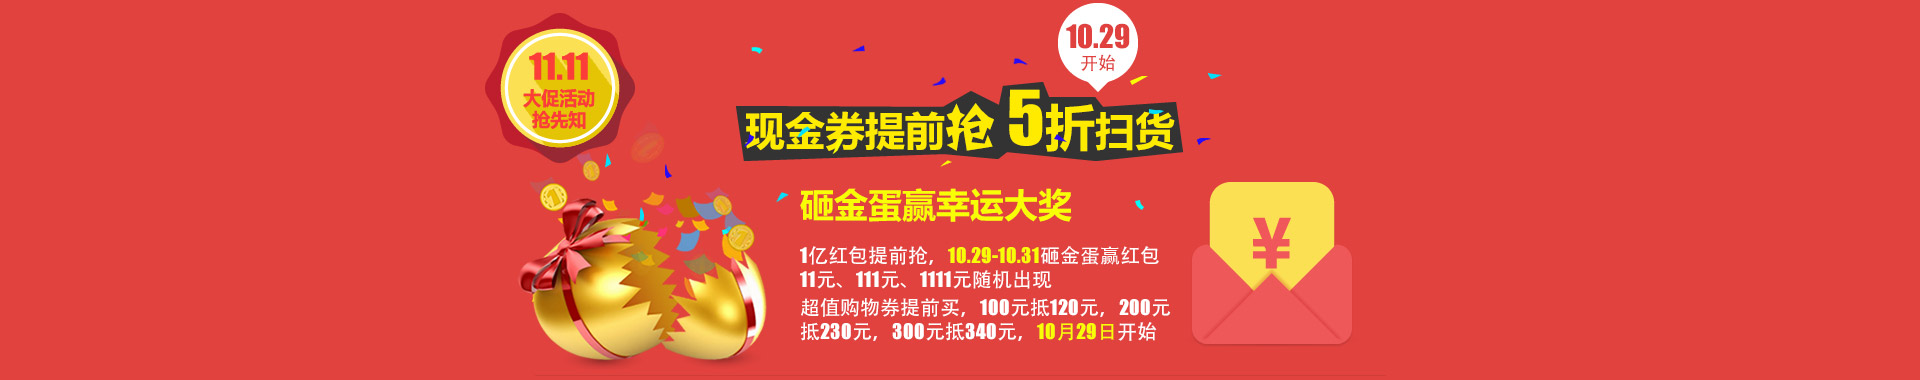 11.11
大促活动
抢先知
10.29
开始
现金券提前抢 5折扫货
砸金蛋赢幸运大奖
1亿红包提前抢，10.29-10.31砸金蛋赢红包
11元、111元、1111元随机出现
超值购物券提前买，100元抵120元，200元
抵230元，300元抵340元，10月29日开始
¥